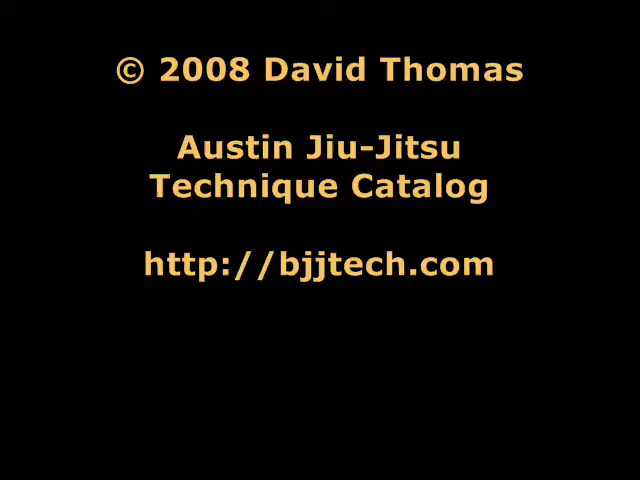 © 2008 David Thomas
Austin Jiu-Jitsu
Technique Catalog
http://bjjtech.com